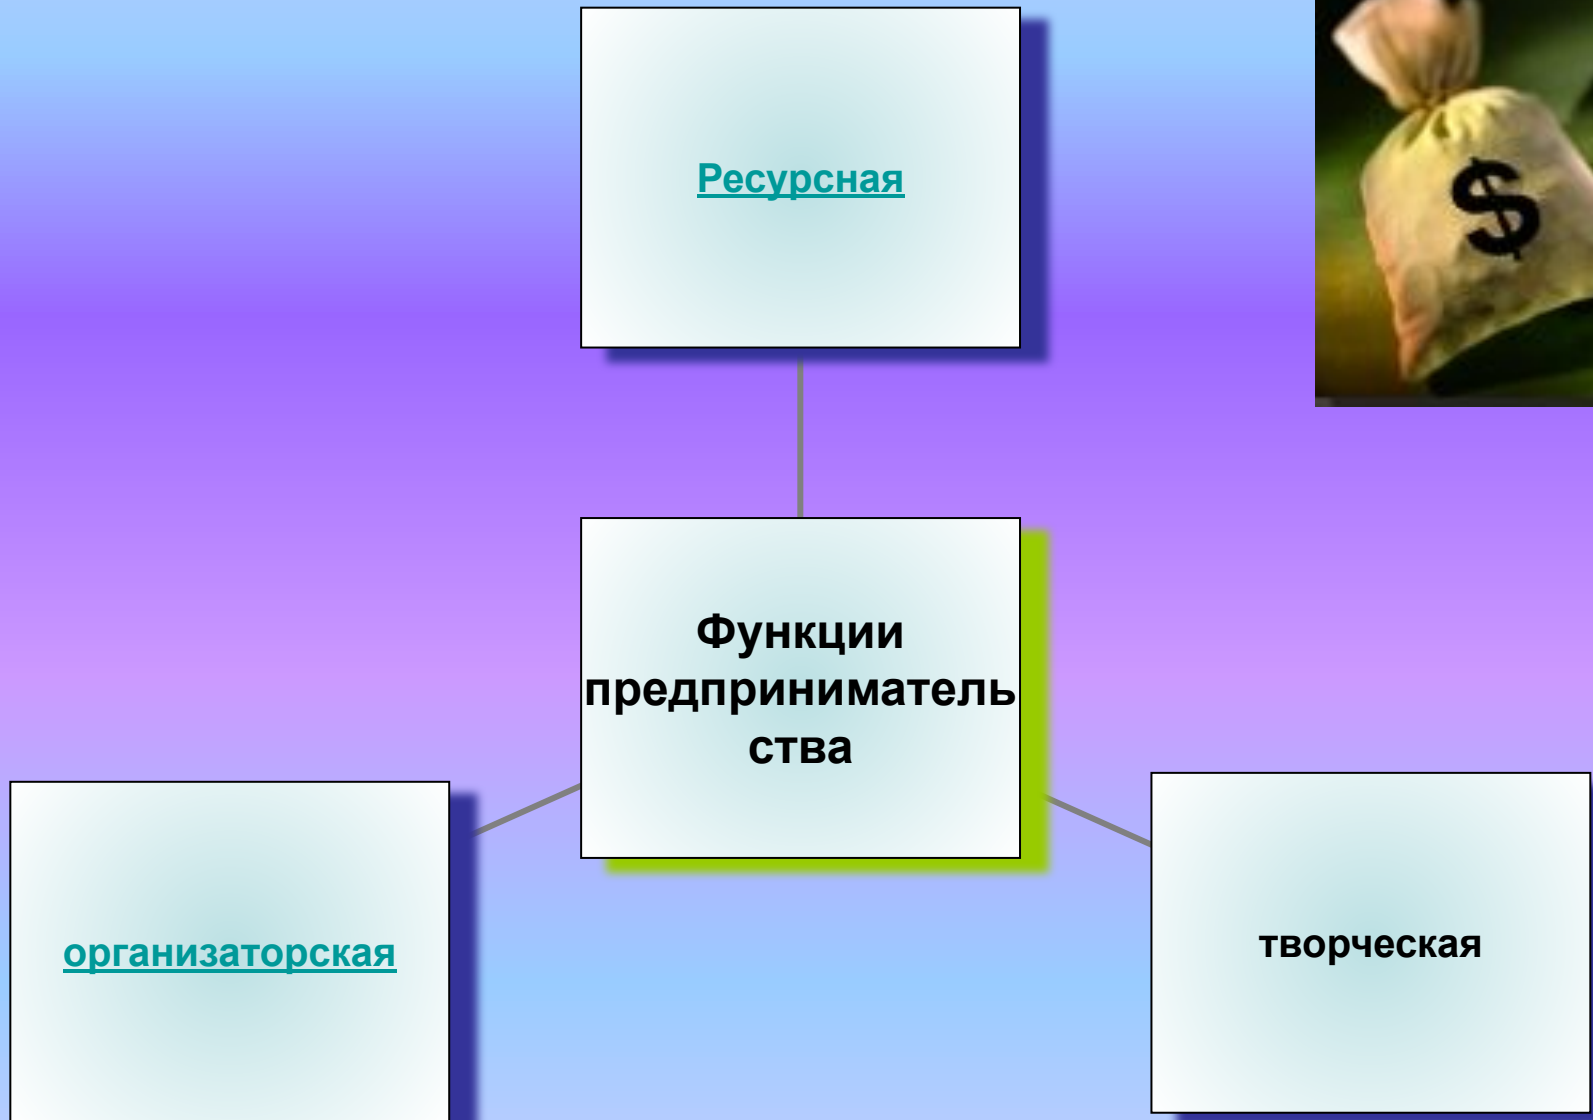 Ресурсная
$
Функции
предприниматель
ства
организаторская
творческая